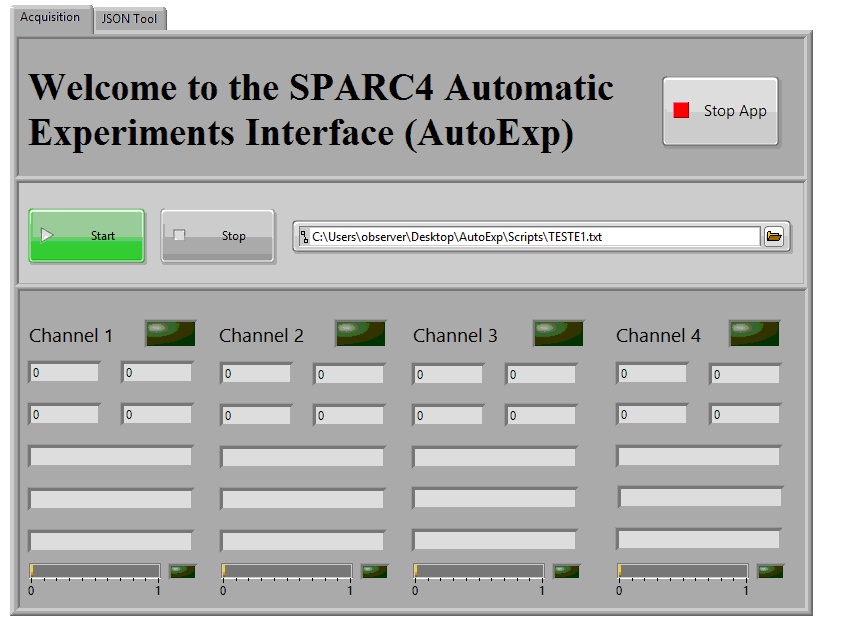 Acquisition JSON Tool
Welcome to the SPARC4 Automatic
Experiments Interface (AutoExp)
Stop App
Start Stop C:\Users\observer\Desktop\AutoExp\Scripts\TESTE1.txt
Channel 1 Channel 2 Channel 3 Channel 4
0 0 0 0 0 0 0 0
0 0 0 0 0 0 0 0
0 1 0 1 0 1 0 1